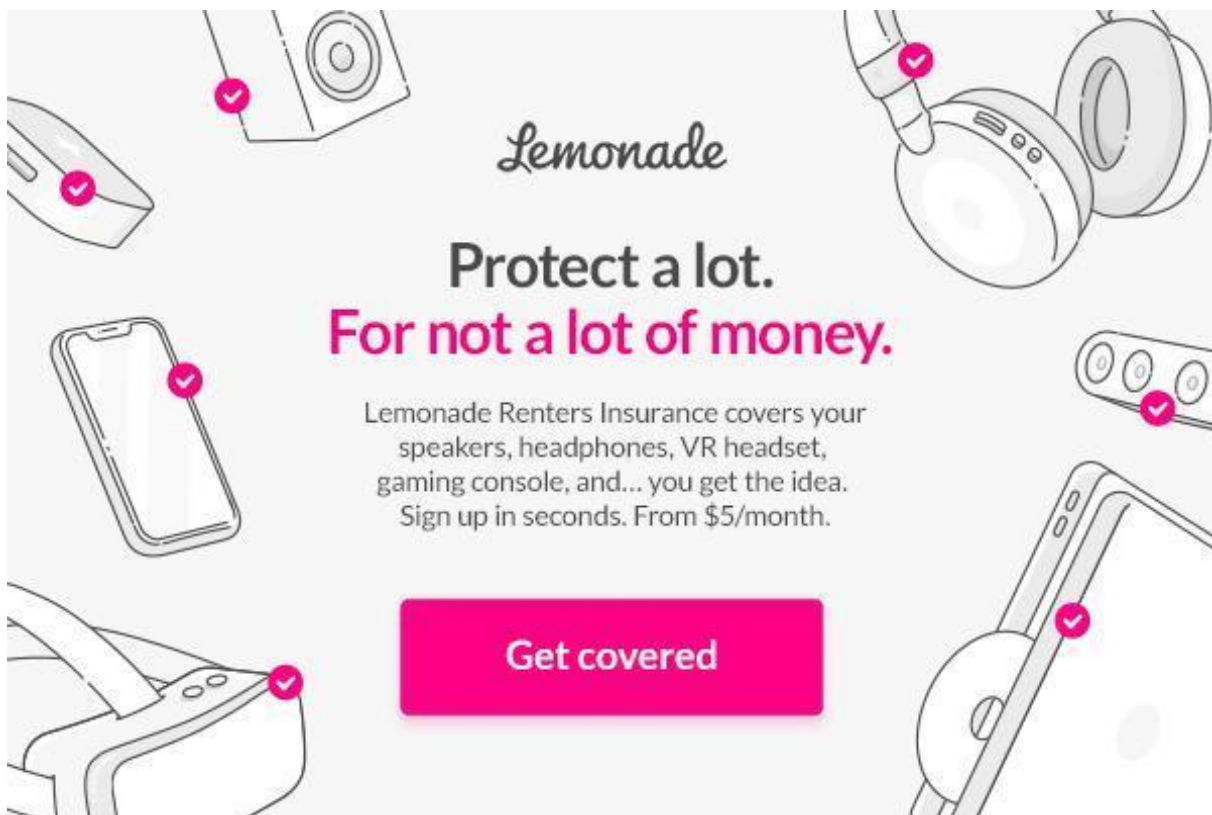 Lemonade
Protect a lot.
For not a lot of money.
Lemonade Renters Insurance covers your
speakers, headphones, VR headset,
gaming console, and... you get the idea.
Sign up in seconds. From $5/month.
Get covered